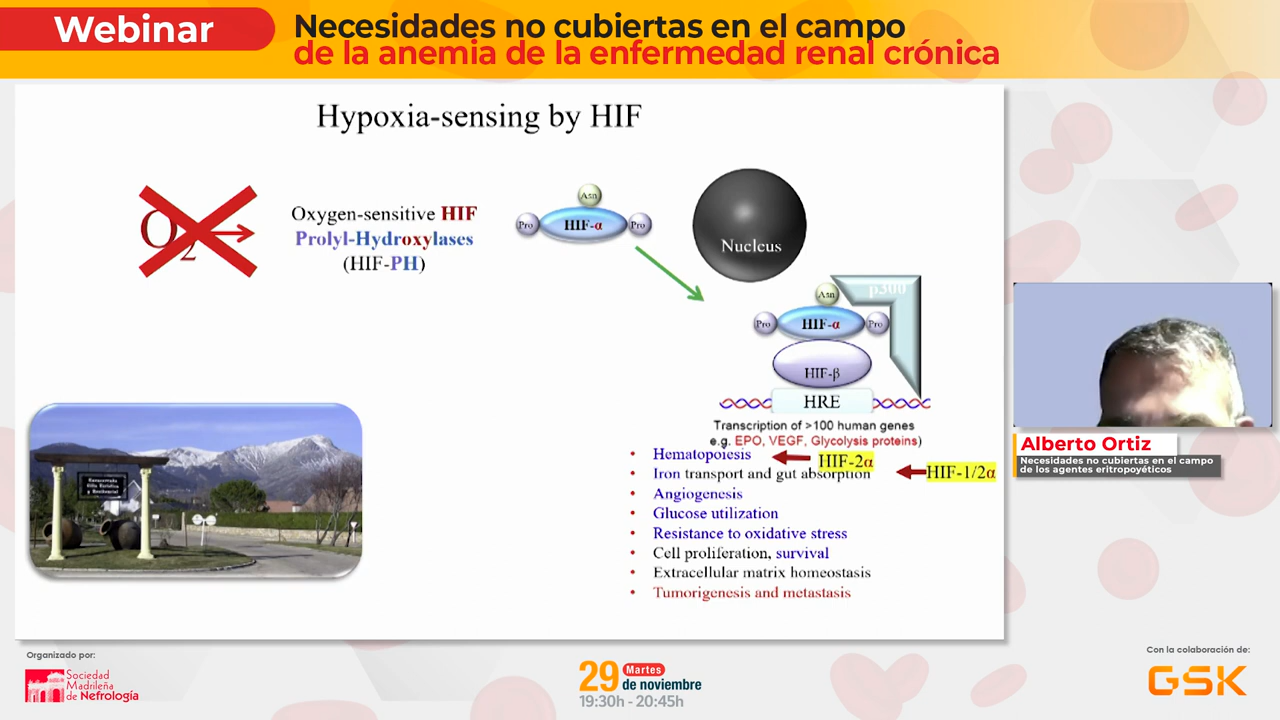 Webinar
Necesidades no cubiertas en el campo
de la anemia de la enfermedad renal crónica
Hypoxia-sensing by HIF
O2
Oxygen-sensitive HIF
Prolyl-Hydroxylases
(HIF-PH)
Asn
Pro
HIF-α
Pro
Nucleus
p300
Asn
Pro
HIF-α
Pro
HIF-β
HRE
Transcription of >100 human genes
e.g. EPO, VEGF, Glycolysis proteins)
• Hematopoiesis
HIF-2α
• Iron transport and gut absorption
HIF-1/2α
• Angiogenesis
• Glucose utilization
• Resistance to oxidative stress
• Cell proliferation, survival
• Extracellular matrix homeostasis
• Tumorigenesis and metastasis
Alberto Ortiz
Necesidades no cubiertas en el campo
de los agentes eritropoyéticos
Organizado por:
Sociedad
Madrileña
de Nefrología
29 Martes
de noviembre
19:30h - 20:45h
Con la colaboración de:
GSK